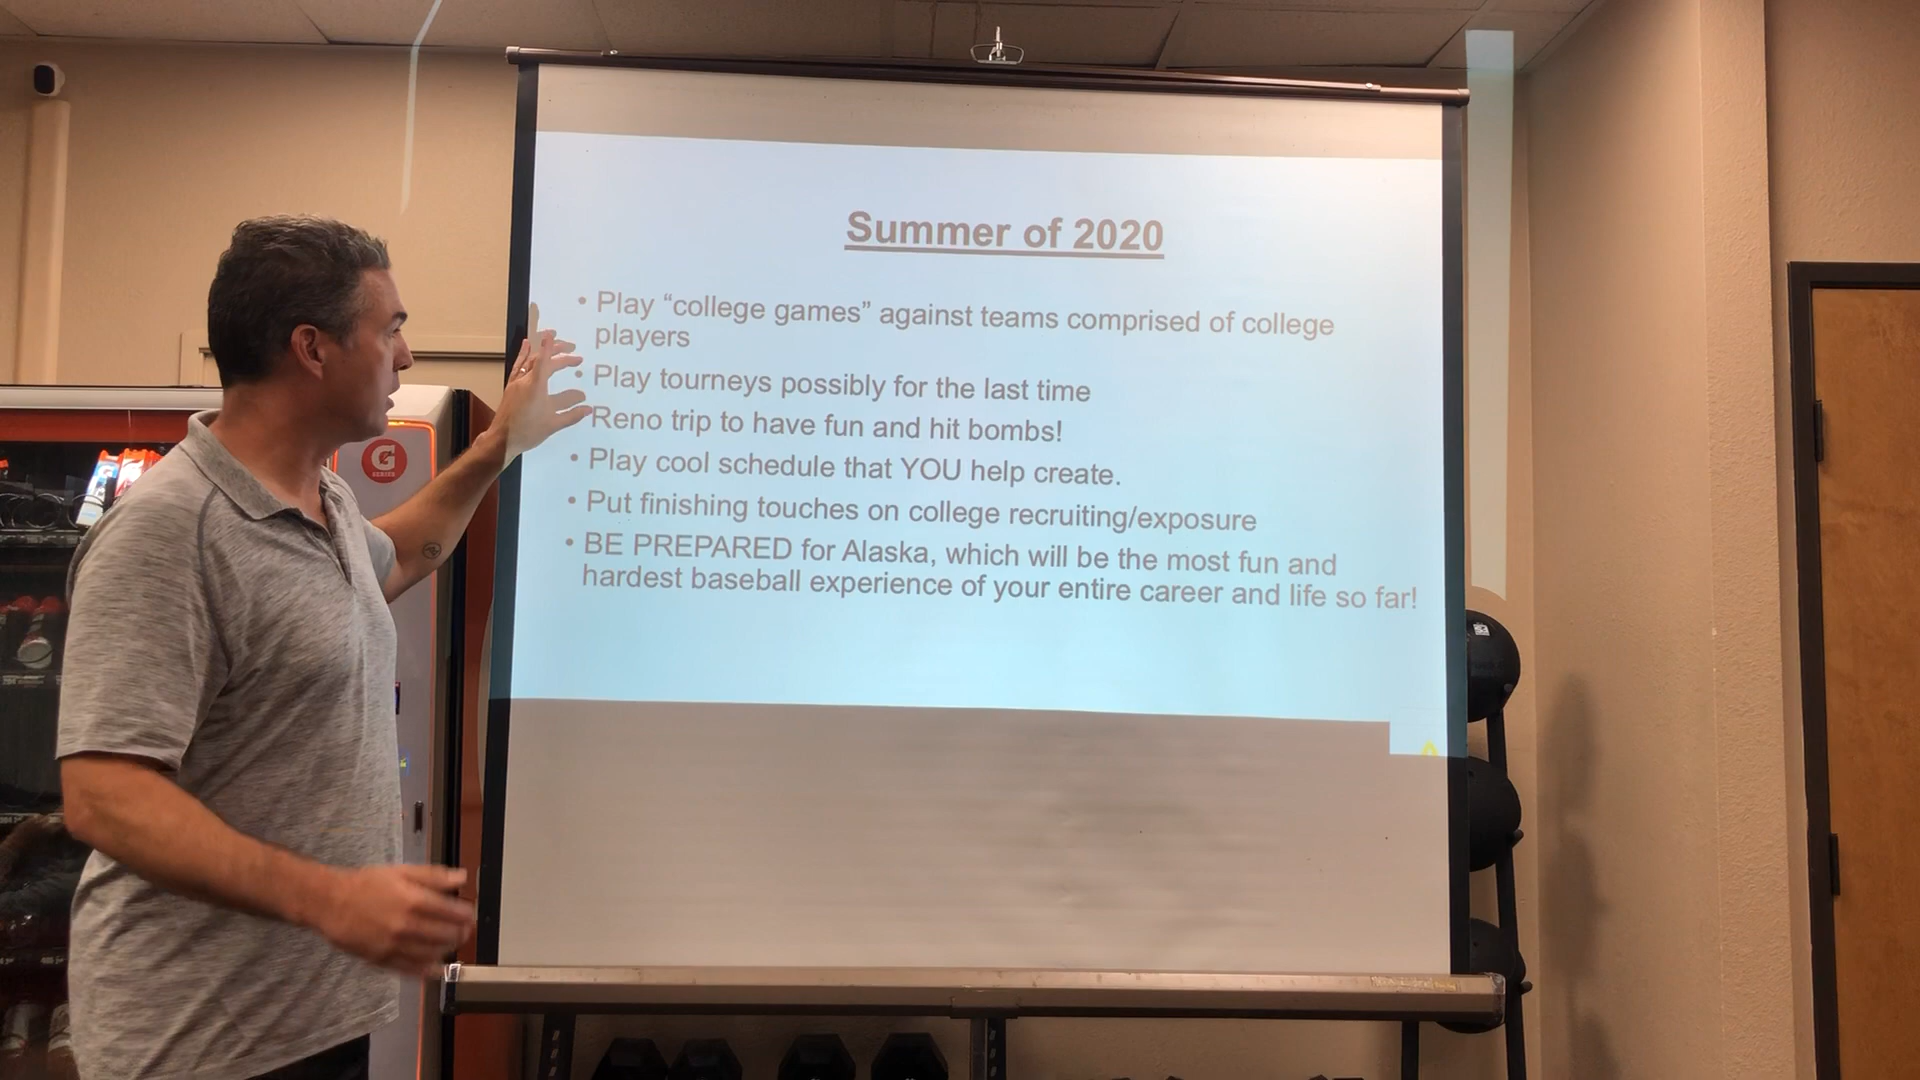 Summer of 2020
• Play “college games” against teams comprised of college
players
• Play tourneys possibly for the last time
• Reno trip to have fun and hit bombs!
• Play cool schedule that YOU help create.
• Put finishing touches on college recruiting/exposure
• BE PREPARED for Alaska, which will be the most fun and
hardest baseball experience of your entire career and life so far!
G
SERIES